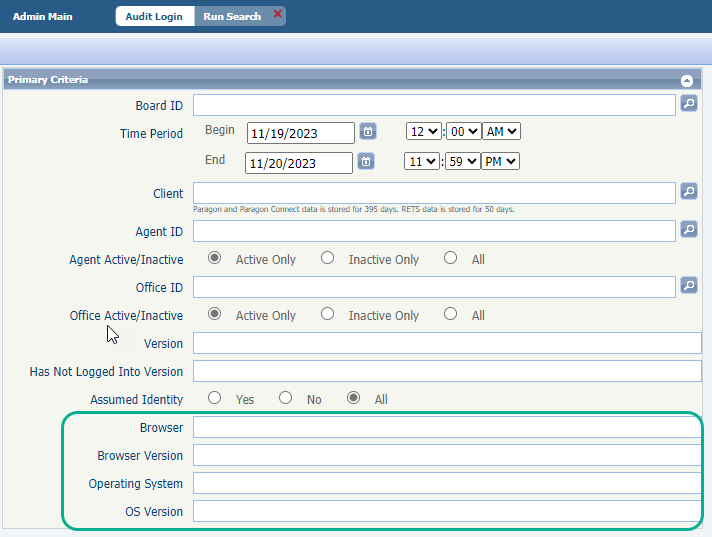 Admin Main Audit Login Run Search
Primary Criteria
Board ID
Time Period Begin 11/19/2023 12 : 00 AM
End 11/20/2023 11 : 59 PM
Client
Paragon and Paragon Connect data is stored for 395 days. RETS data is stored for 50 days.
Agent ID
Agent Active/Inactive Active Only Inactive Only All
Office ID
Office Active/Inactive Active Only Inactive Only All
Version
Has Not Logged Into Version
Assumed Identity Yes No All
Browser
Browser Version
Operating System
OS Version